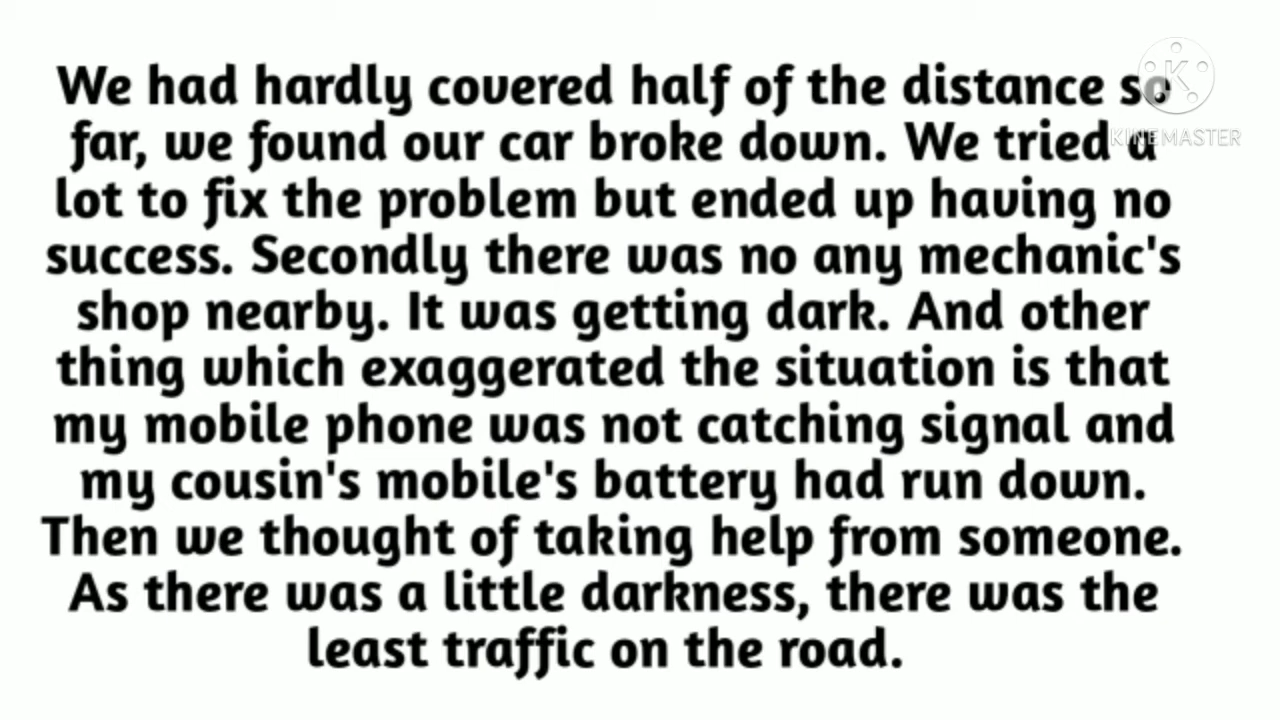 We had hardly covered half of the distance so
far, we found our car broke down. We tried a
lot to fix the problem but ended up having no
success. Secondly there was no any mechanic's
shop nearby. It was getting dark. And other
thing which exaggerated the situation is that
my mobile phone was not catching signal and
my cousin's mobile's battery had run down.
Then we thought of taking help from someone.
As there was a little darkness, there was the
least traffic on the road.
K
KINEMASTER